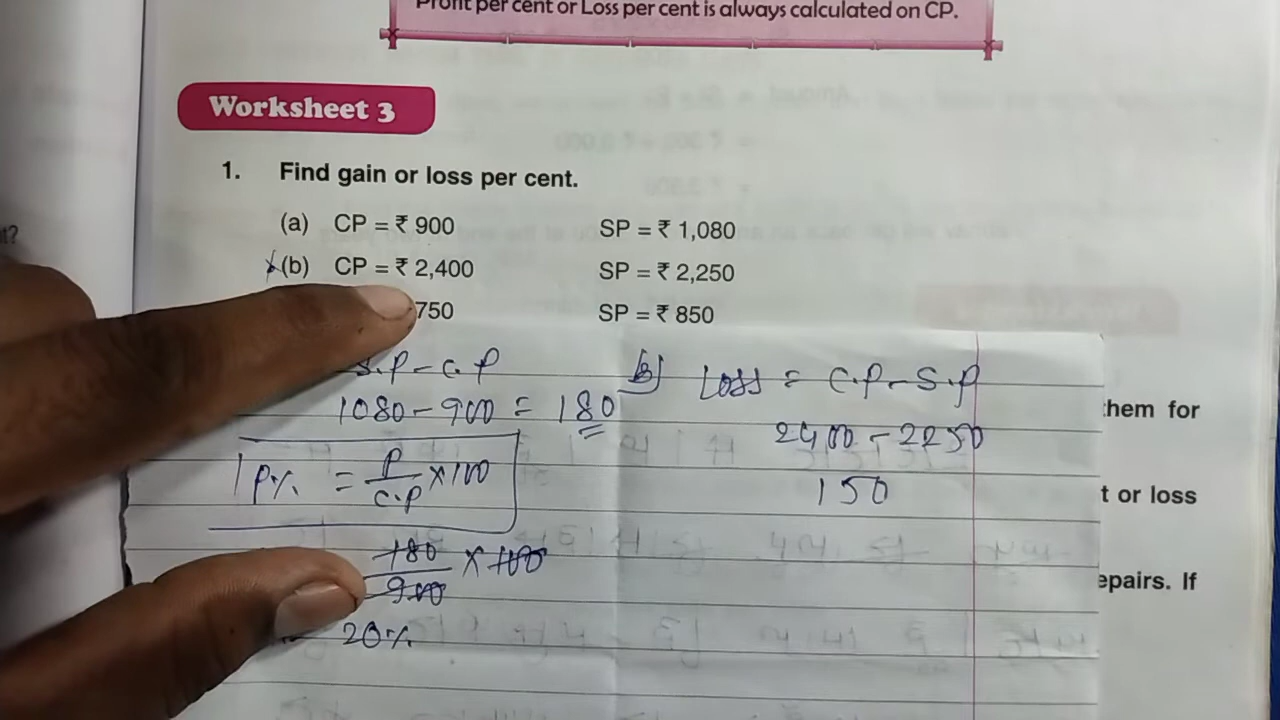 Profit per cent or Loss per cent is always calculated on CP.
Worksheet 3
1. Find gain or loss per cent.
(a) CP = ₹ 900 SP = ₹ 1,080
(b) CP = ₹ 2,400 SP = ₹ 2,250
750 SP = ₹ 850
S.P - C.P
1080 - 900 = 180
P% = P/C.P × 100
180/900 × 100
20%
B) Loss = C.P - S.P
2400 - 2250
150
them for
t or loss
epairs. If